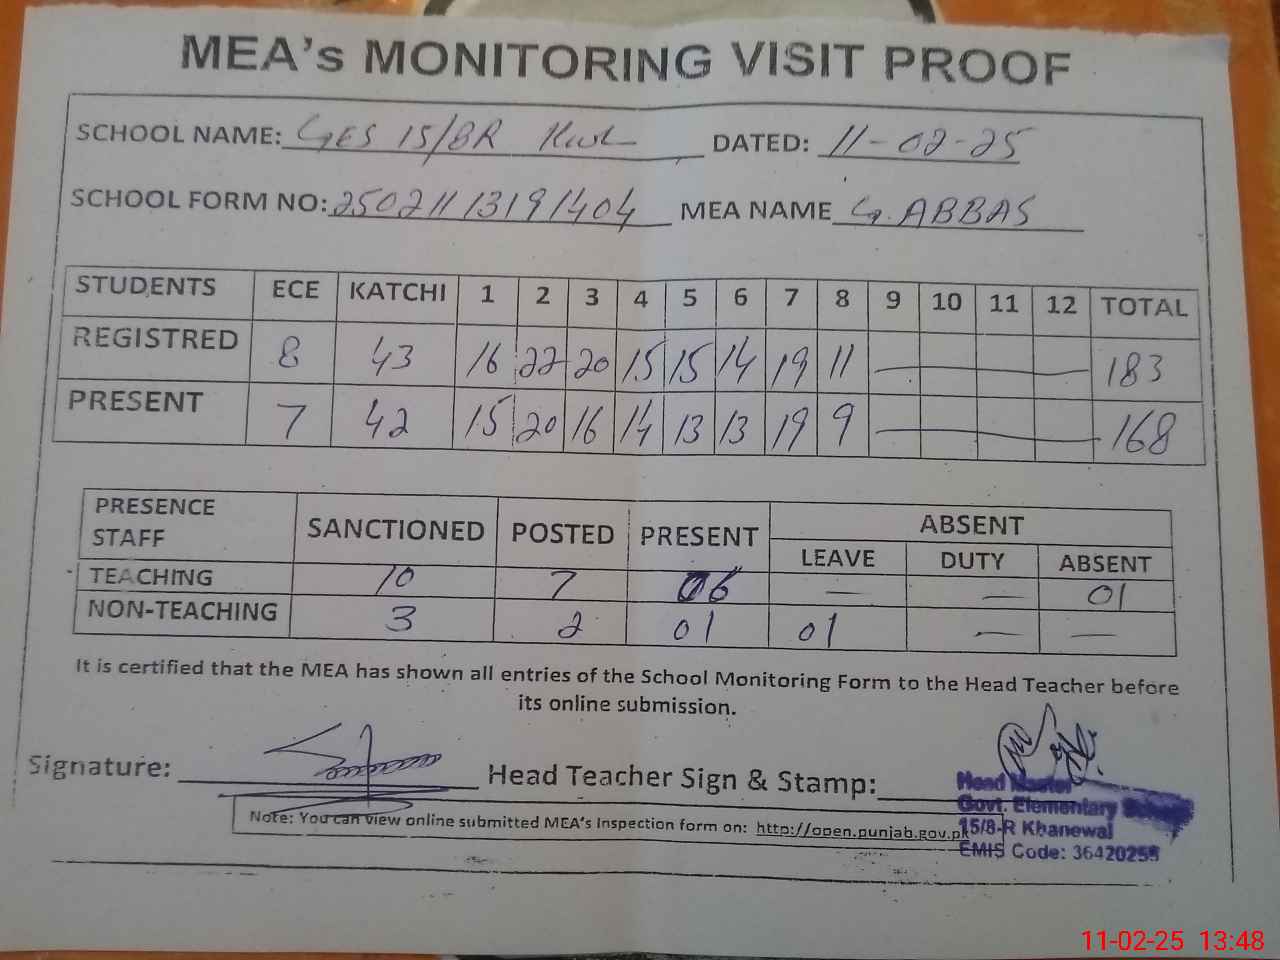 MEA's MONITORING VISIT PROOF
SCHOOL NAME: GES 15/8R Kwl DATED: 11-02-25
SCHOOL FORM NO: 25021113191404 MEA NAME G. ABBAS
STUDENTS ECE KATCHI 1 2 3 4 5 6 7 8 9 10 11 12 TOTAL
REGISTRED 8 43 16 22 20 15 15 14 19 11 — 183
PRESENT 7 42 15 20 16 14 13 13 19 9 — 168
PRESENCE STAFF SANCTIONED POSTED PRESENT ABSENT
LEAVE DUTY ABSENT
TEACHING 10 7 06 — — 01
NON-TEACHING 3 2 01 01 — —
It is certified that the MEA has shown all entries of the School Monitoring Form to the Head Teacher before
its online submission.
Signature: Head Teacher Sign & Stamp:
Head Master
Govt. Elementary School
15/8-R Khanewal
EMIS Code: 36420255
Note: You can view online submitted MEA's Inspection form on: http://open.punjab.gov.pk
11-02-25 13:48